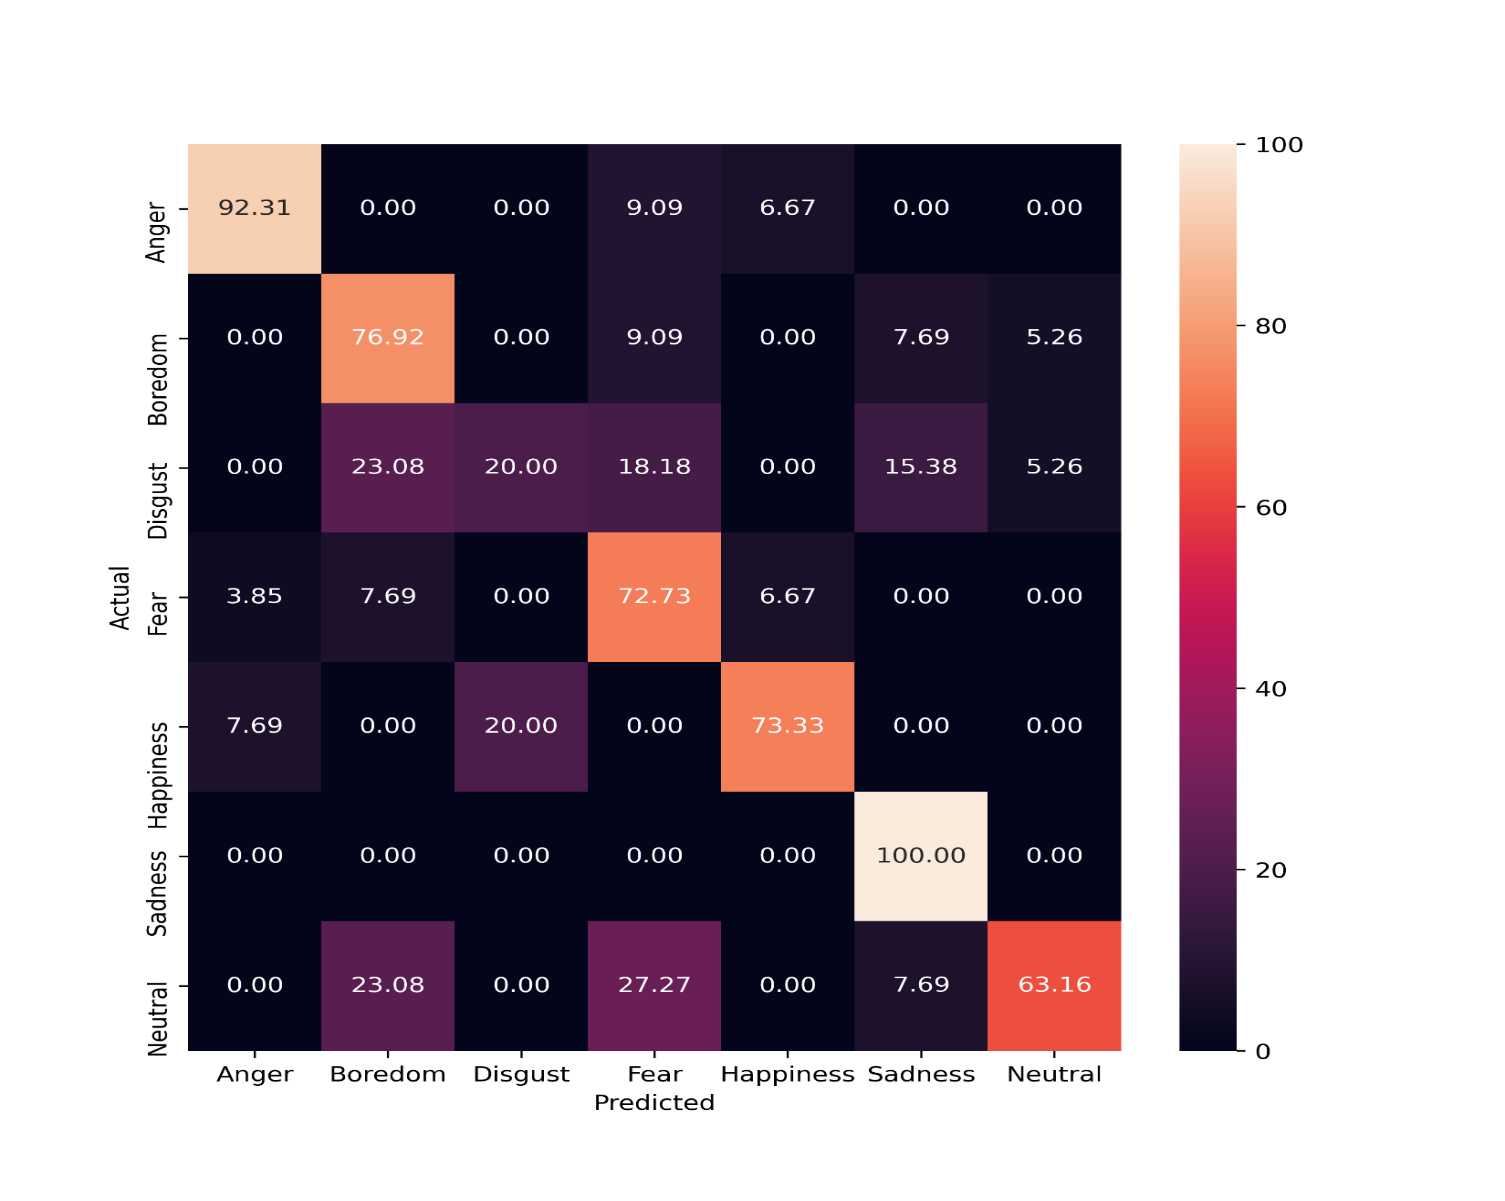 Anger 92.31 0.00 0.00 9.09 6.67 0.00 0.00
Boredom 0.00 76.92 0.00 9.09 0.00 7.69 5.26
Disgust 0.00 23.08 20.00 18.18 0.00 15.38 5.26
Fear 3.85 7.69 0.00 72.73 6.67 0.00 0.00
Happiness 7.69 0.00 20.00 0.00 73.33 0.00 0.00
Sadness 0.00 0.00 0.00 0.00 0.00 100.00 0.00
Neutral 0.00 23.08 0.00 27.27 0.00 7.69 63.16
Actual
Anger Boredom Disgust Fear Happiness Sadness Neutral
Predicted
100
80
60
40
20
0